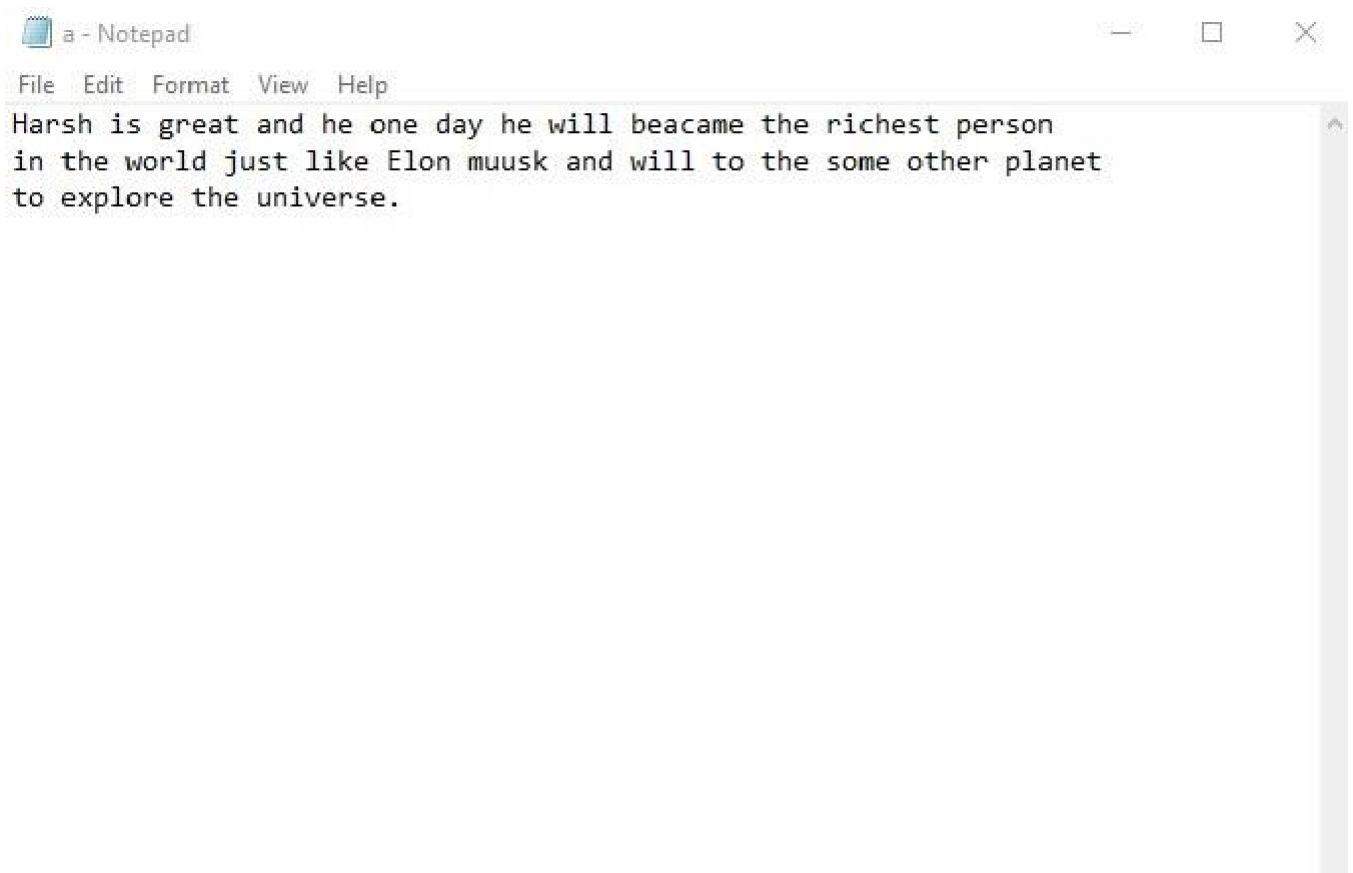 a - Notepad
File Edit Format View Help
Harsh is great and he one day he will beacame the richest person
in the world just like Elon muusk and will to the some other planet
to explore the universe.